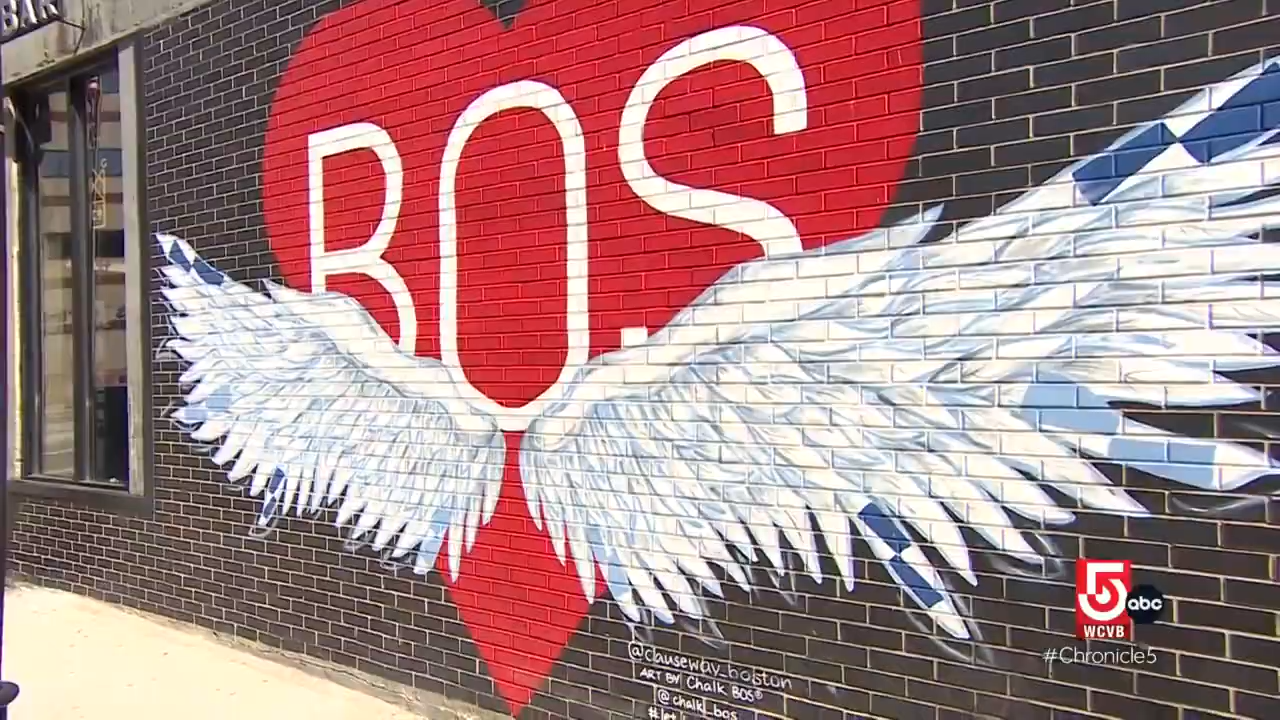 BAR
BOS.
@causeway_boston
ART BY Chalk BOS®
@chalk_bos
5 abc
WCVB
#Chronicle5